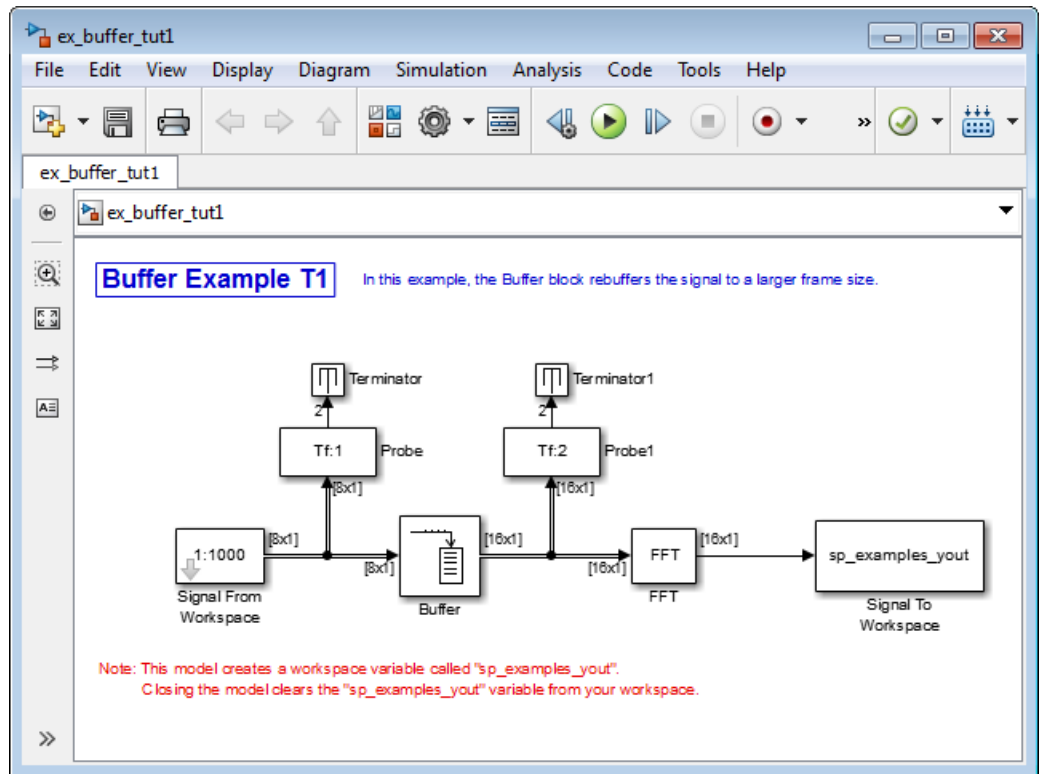 ex_buffer_tut1
File Edit View Display Diagram Simulation Analysis Code Tools Help
»
ex_buffer_tut1
ex_buffer_tut1
Buffer Example T1 In this example, the Buffer block rebuffers the signal to a larger frame size.
Terminator Terminator1
2 2
Tf:1 Probe Tf:2 Probe1
[8x1] [16x1]
[8x1] [16x1] [16x1]
1:1000 FFT sp_examples_yout
[8x1] [16x1]
Signal From Buffer FFT Signal To
Workspace Workspace
Note: This model creates a workspace variable called "sp_examples_yout".
Closing the model clears the "sp_examples_yout" variable from your workspace.
»